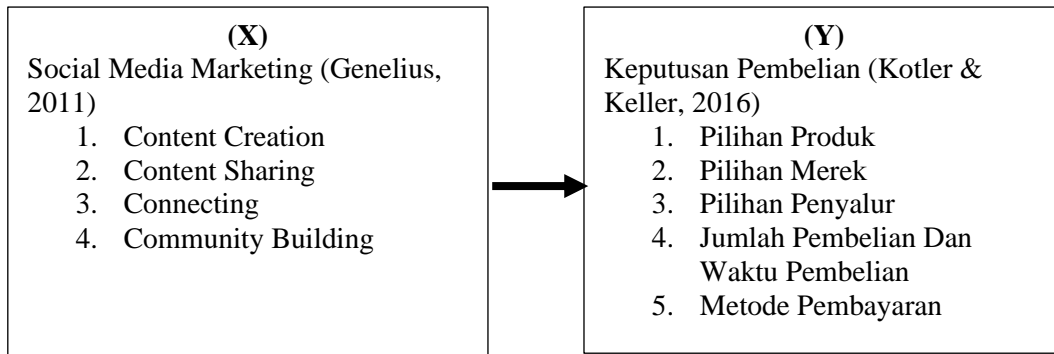 (X)
Social Media Marketing (Genelius,
2011)
1. Content Creation
2. Content Sharing
3. Connecting
4. Community Building
(Y)
Keputusan Pembelian (Kotler &
Keller, 2016)
1. Pilihan Produk
2. Pilihan Merek
3. Pilihan Penyalur
4. Jumlah Pembelian Dan
Waktu Pembelian
5. Metode Pembayaran